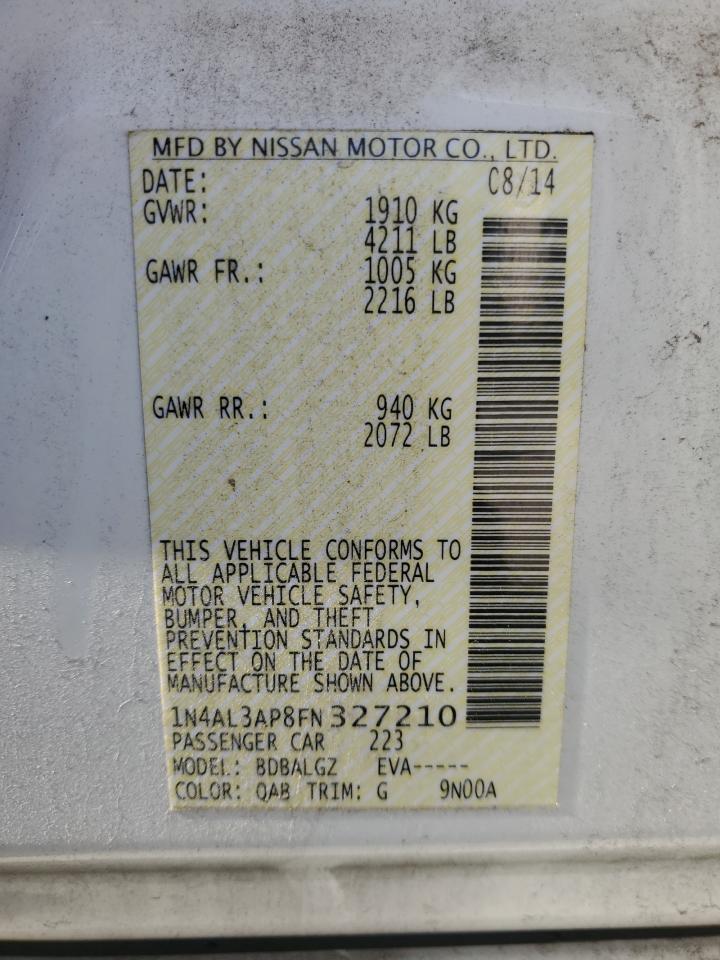 MFD BY NISSAN MOTOR CO., LTD.
DATE: 08/14
GVWR: 1910 KG
4211 LB
GAWR FR.: 1005 KG
2216 LB
GAWR RR.: 940 KG
2072 LB
THIS VEHICLE CONFORMS TO
ALL APPLICABLE FEDERAL
MOTOR VEHICLE SAFETY,
BUMPER, AND THEFT
PREVENTION STANDARDS IN
EFFECT ON THE DATE OF
MANUFACTURE SHOWN ABOVE.
1N4AL3AP8FN327210
PASSENGER CAR 223
MODEL: BDBALGZ EVA-----
COLOR: QAB TRIM: G 9N00A